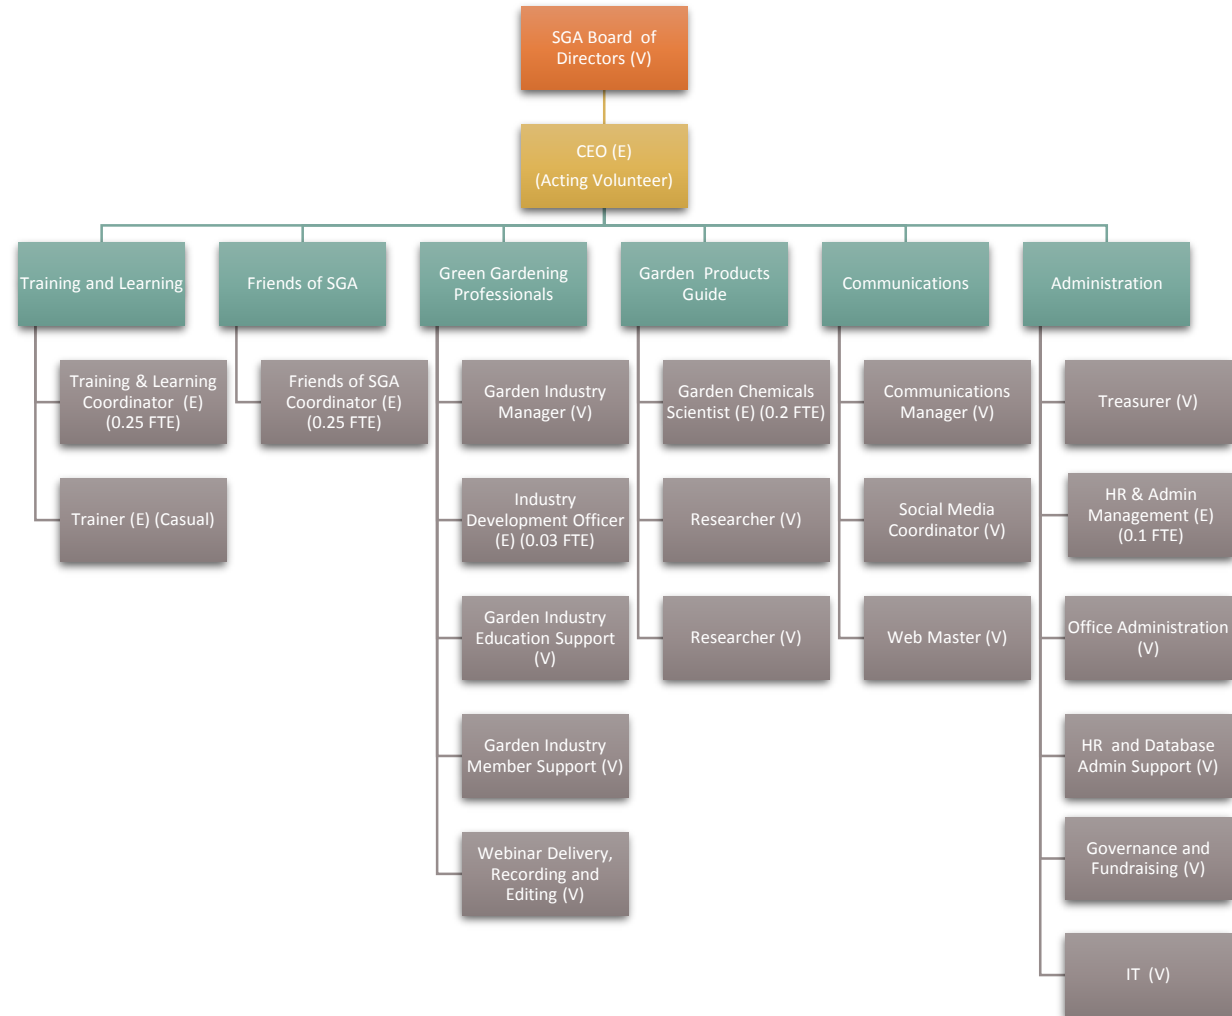 SGA Board of
Directors (V)
CEO (E)
(Acting Volunteer)
Training and Learning
Friends of SGA
Green Gardening
Professionals
Garden Products
Guide
Communications
Administration
Training & Learning
Coordinator (E)
(0.25 FTE)
Trainer (E) (Casual)
Friends of SGA
Coordinator (E)
(0.25 FTE)
Garden Industry
Manager (V)
Industry
Development Officer
(E) (0.03 FTE)
Garden Industry
Education Support
(V)
Garden Industry
Member Support (V)
Webinar Delivery,
Recording and
Editing (V)
Garden Chemicals
Scientist (E) (0.2 FTE)
Researcher (V)
Researcher (V)
Communications
Manager (V)
Social Media
Coordinator (V)
Web Master (V)
Treasurer (V)
HR & Admin
Management (E)
(0.1 FTE)
Office Administration
(V)
HR and Database
Admin Support (V)
Governance and
Fundraising (V)
IT (V)